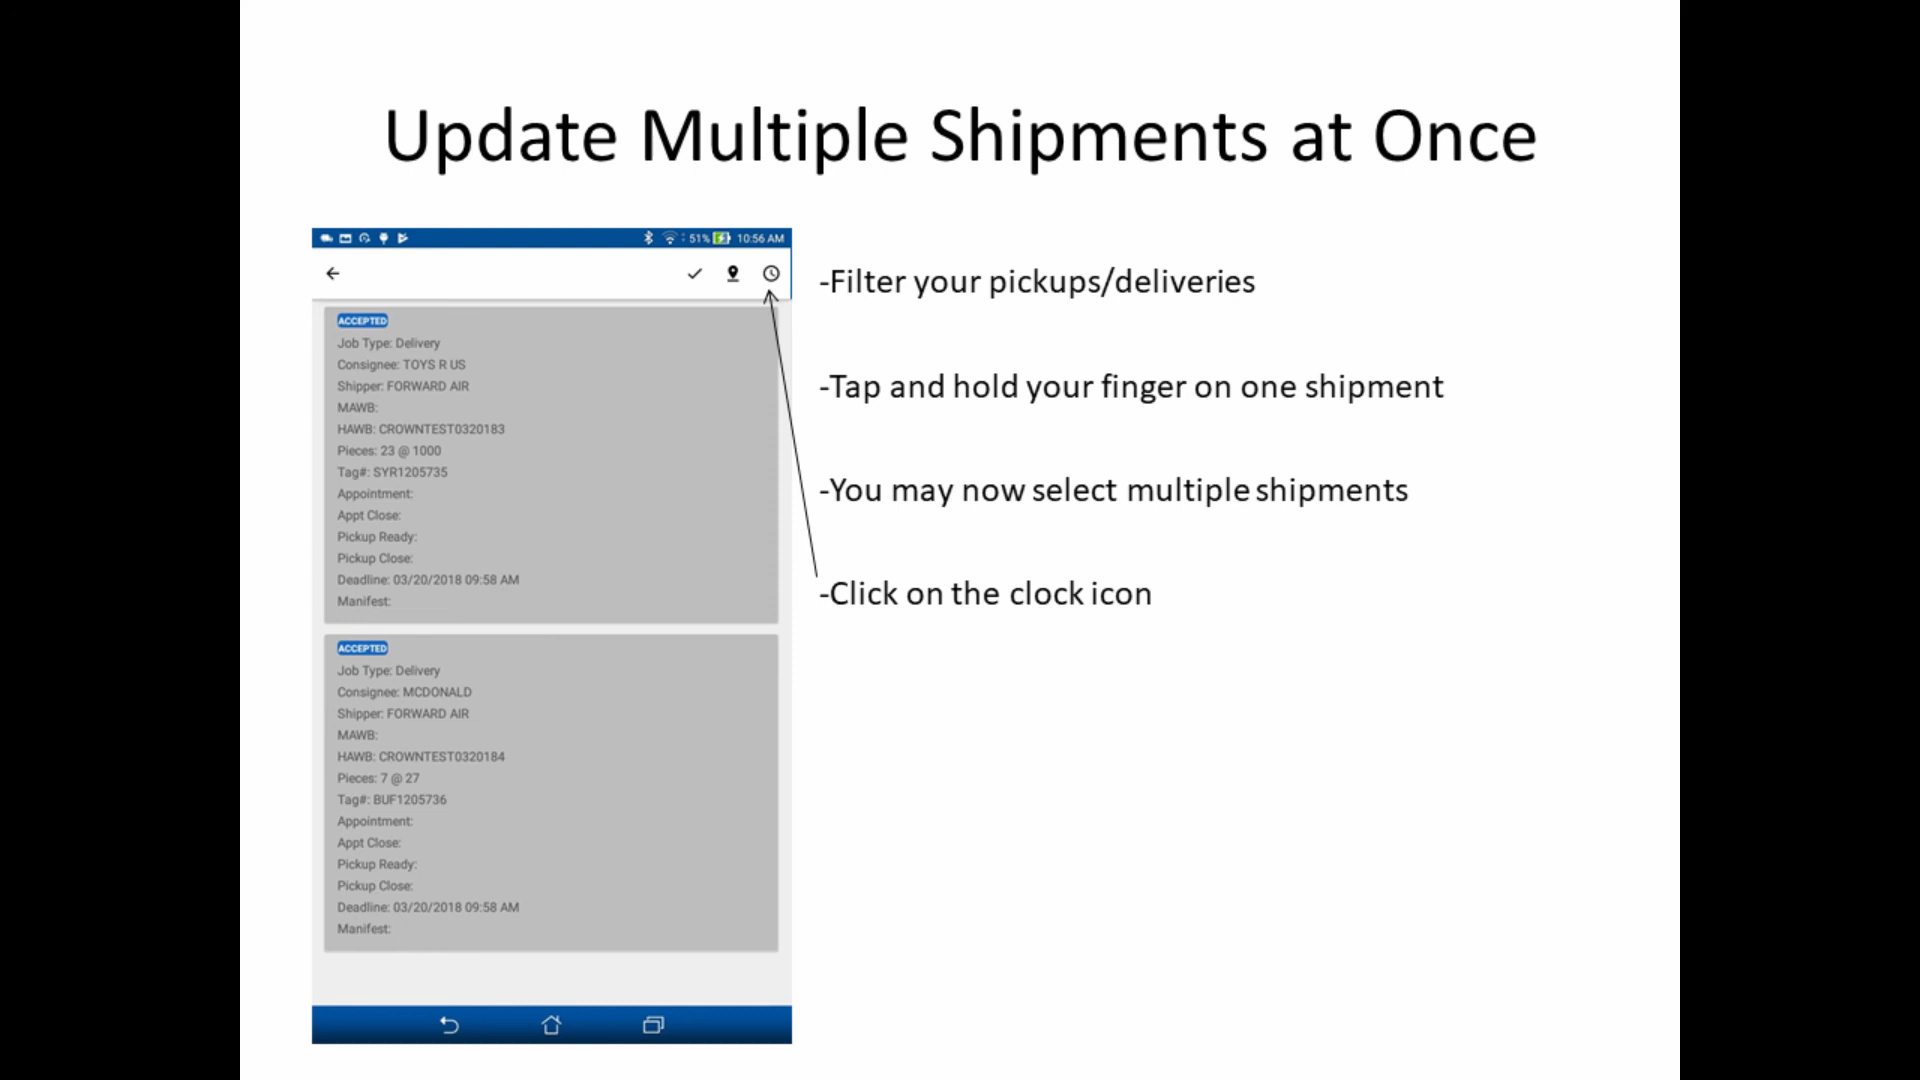 Update Multiple Shipments at Once
51% 10:56 AM
ACCEPTED
Job Type: Delivery
Consignee: TOYS R US
Shipper: FORWARD AIR
MAWB:
HAWB: CROWNTEST0320183
Pieces: 23 @ 1000
Tag#: SYR1205735
Appointment:
Appt Close:
Pickup Ready:
Pickup Close:
Deadline: 03/20/2018 09:58 AM
Manifest:
ACCEPTED
Job Type: Delivery
Consignee: MCDONALD
Shipper: FORWARD AIR
MAWB:
HAWB: CROWNTEST0320184
Pieces: 7 @ 27
Tag#: BUF1205736
Appointment:
Appt Close:
Pickup Ready:
Pickup Close:
Deadline: 03/20/2018 09:58 AM
Manifest:
-Filter your pickups/deliveries
-Tap and hold your finger on one shipment
-You may now select multiple shipments
-Click on the clock icon